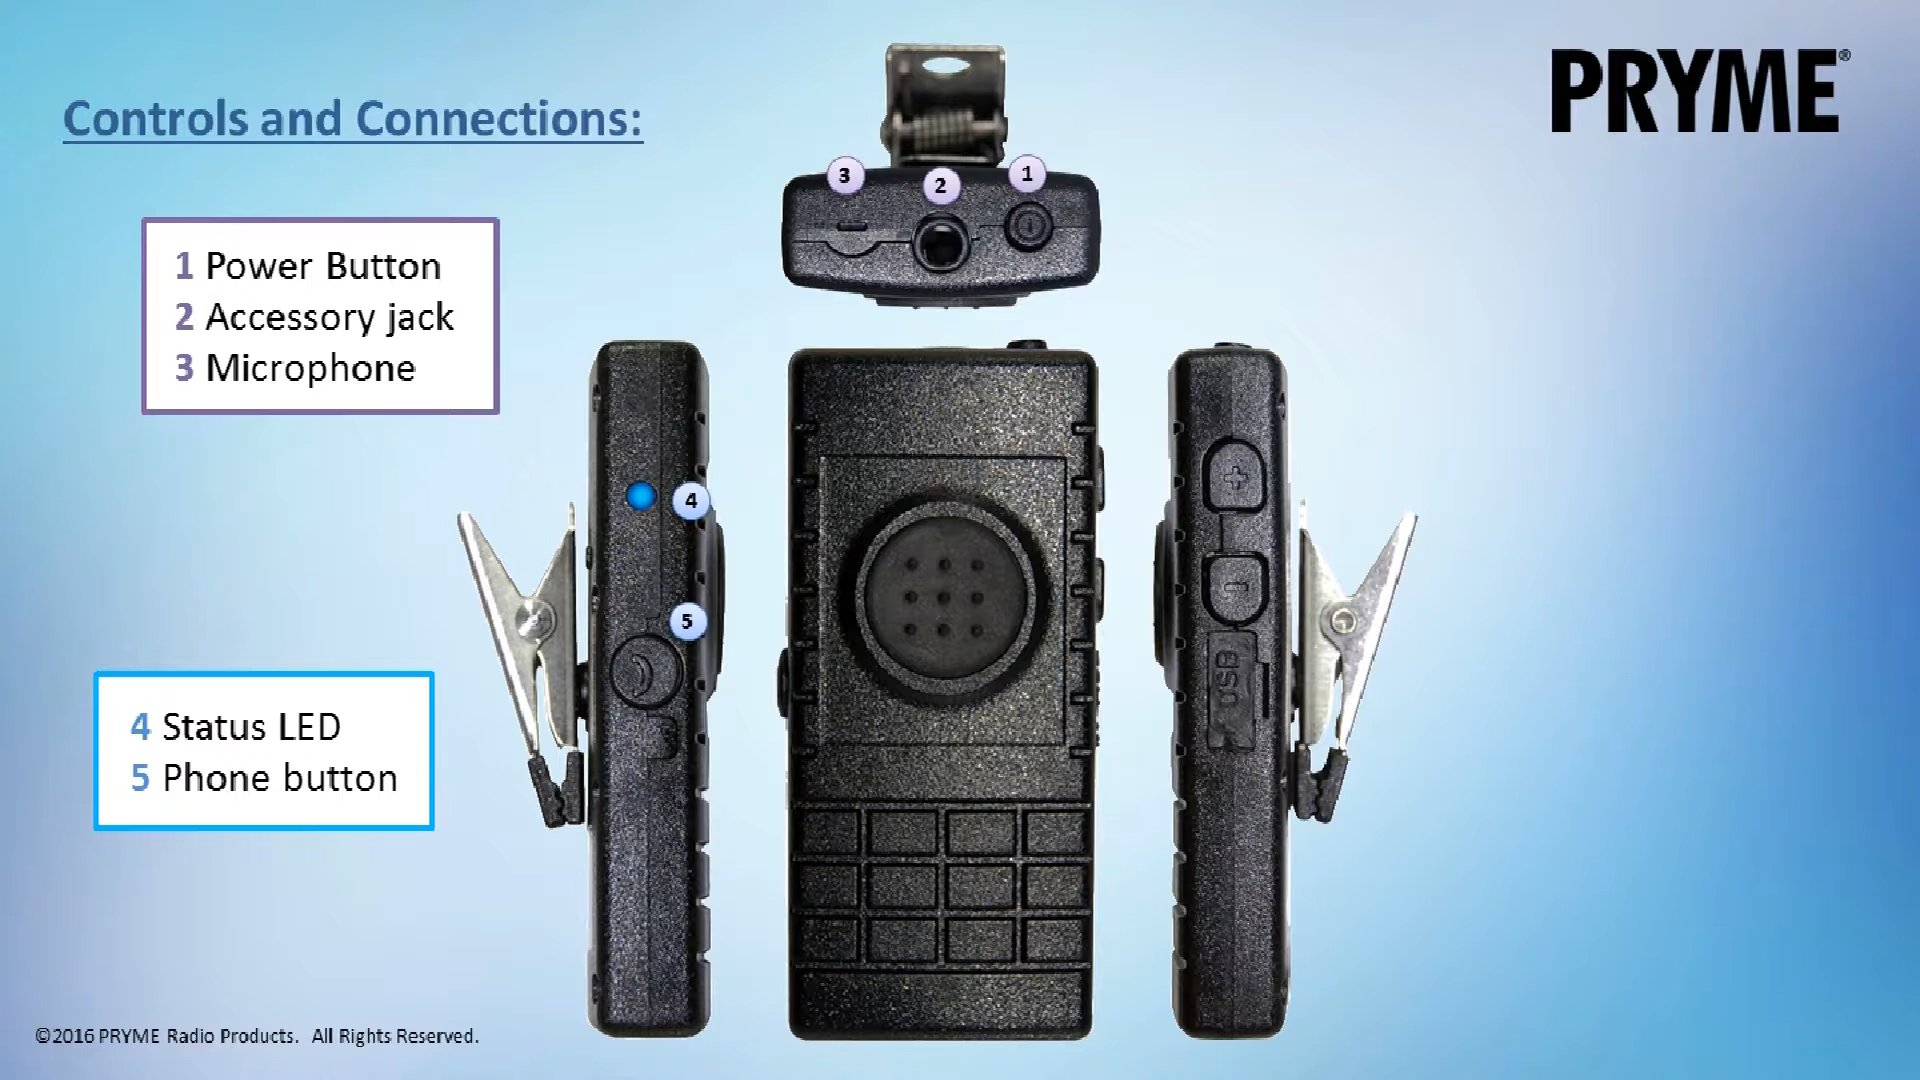 PRYME®
Controls and Connections:
3
2
1
1 Power Button
2 Accessory jack
3 Microphone
4
5
+
-
USB
4 Status LED
5 Phone button
©2016 PRYME Radio Products. All Rights Reserved.